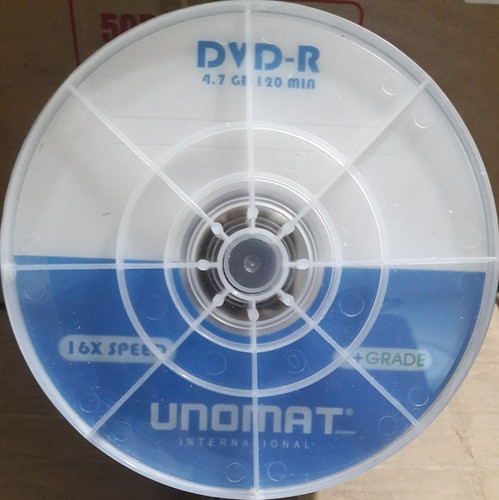 DVD-R
4.7 GB 120 MIN
16X SPEED
+GRADE
UNOMAT®
INTERNATIONAL